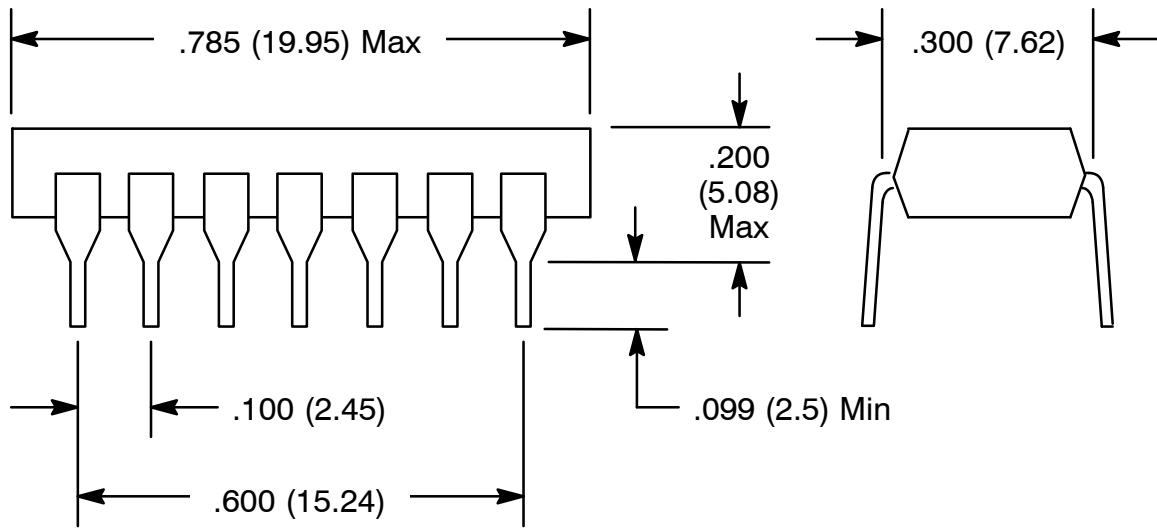 .785 (19.95) Max
.300 (7.62)
.200
(5.08)
Max
.100 (2.45)
.099 (2.5) Min
.600 (15.24)